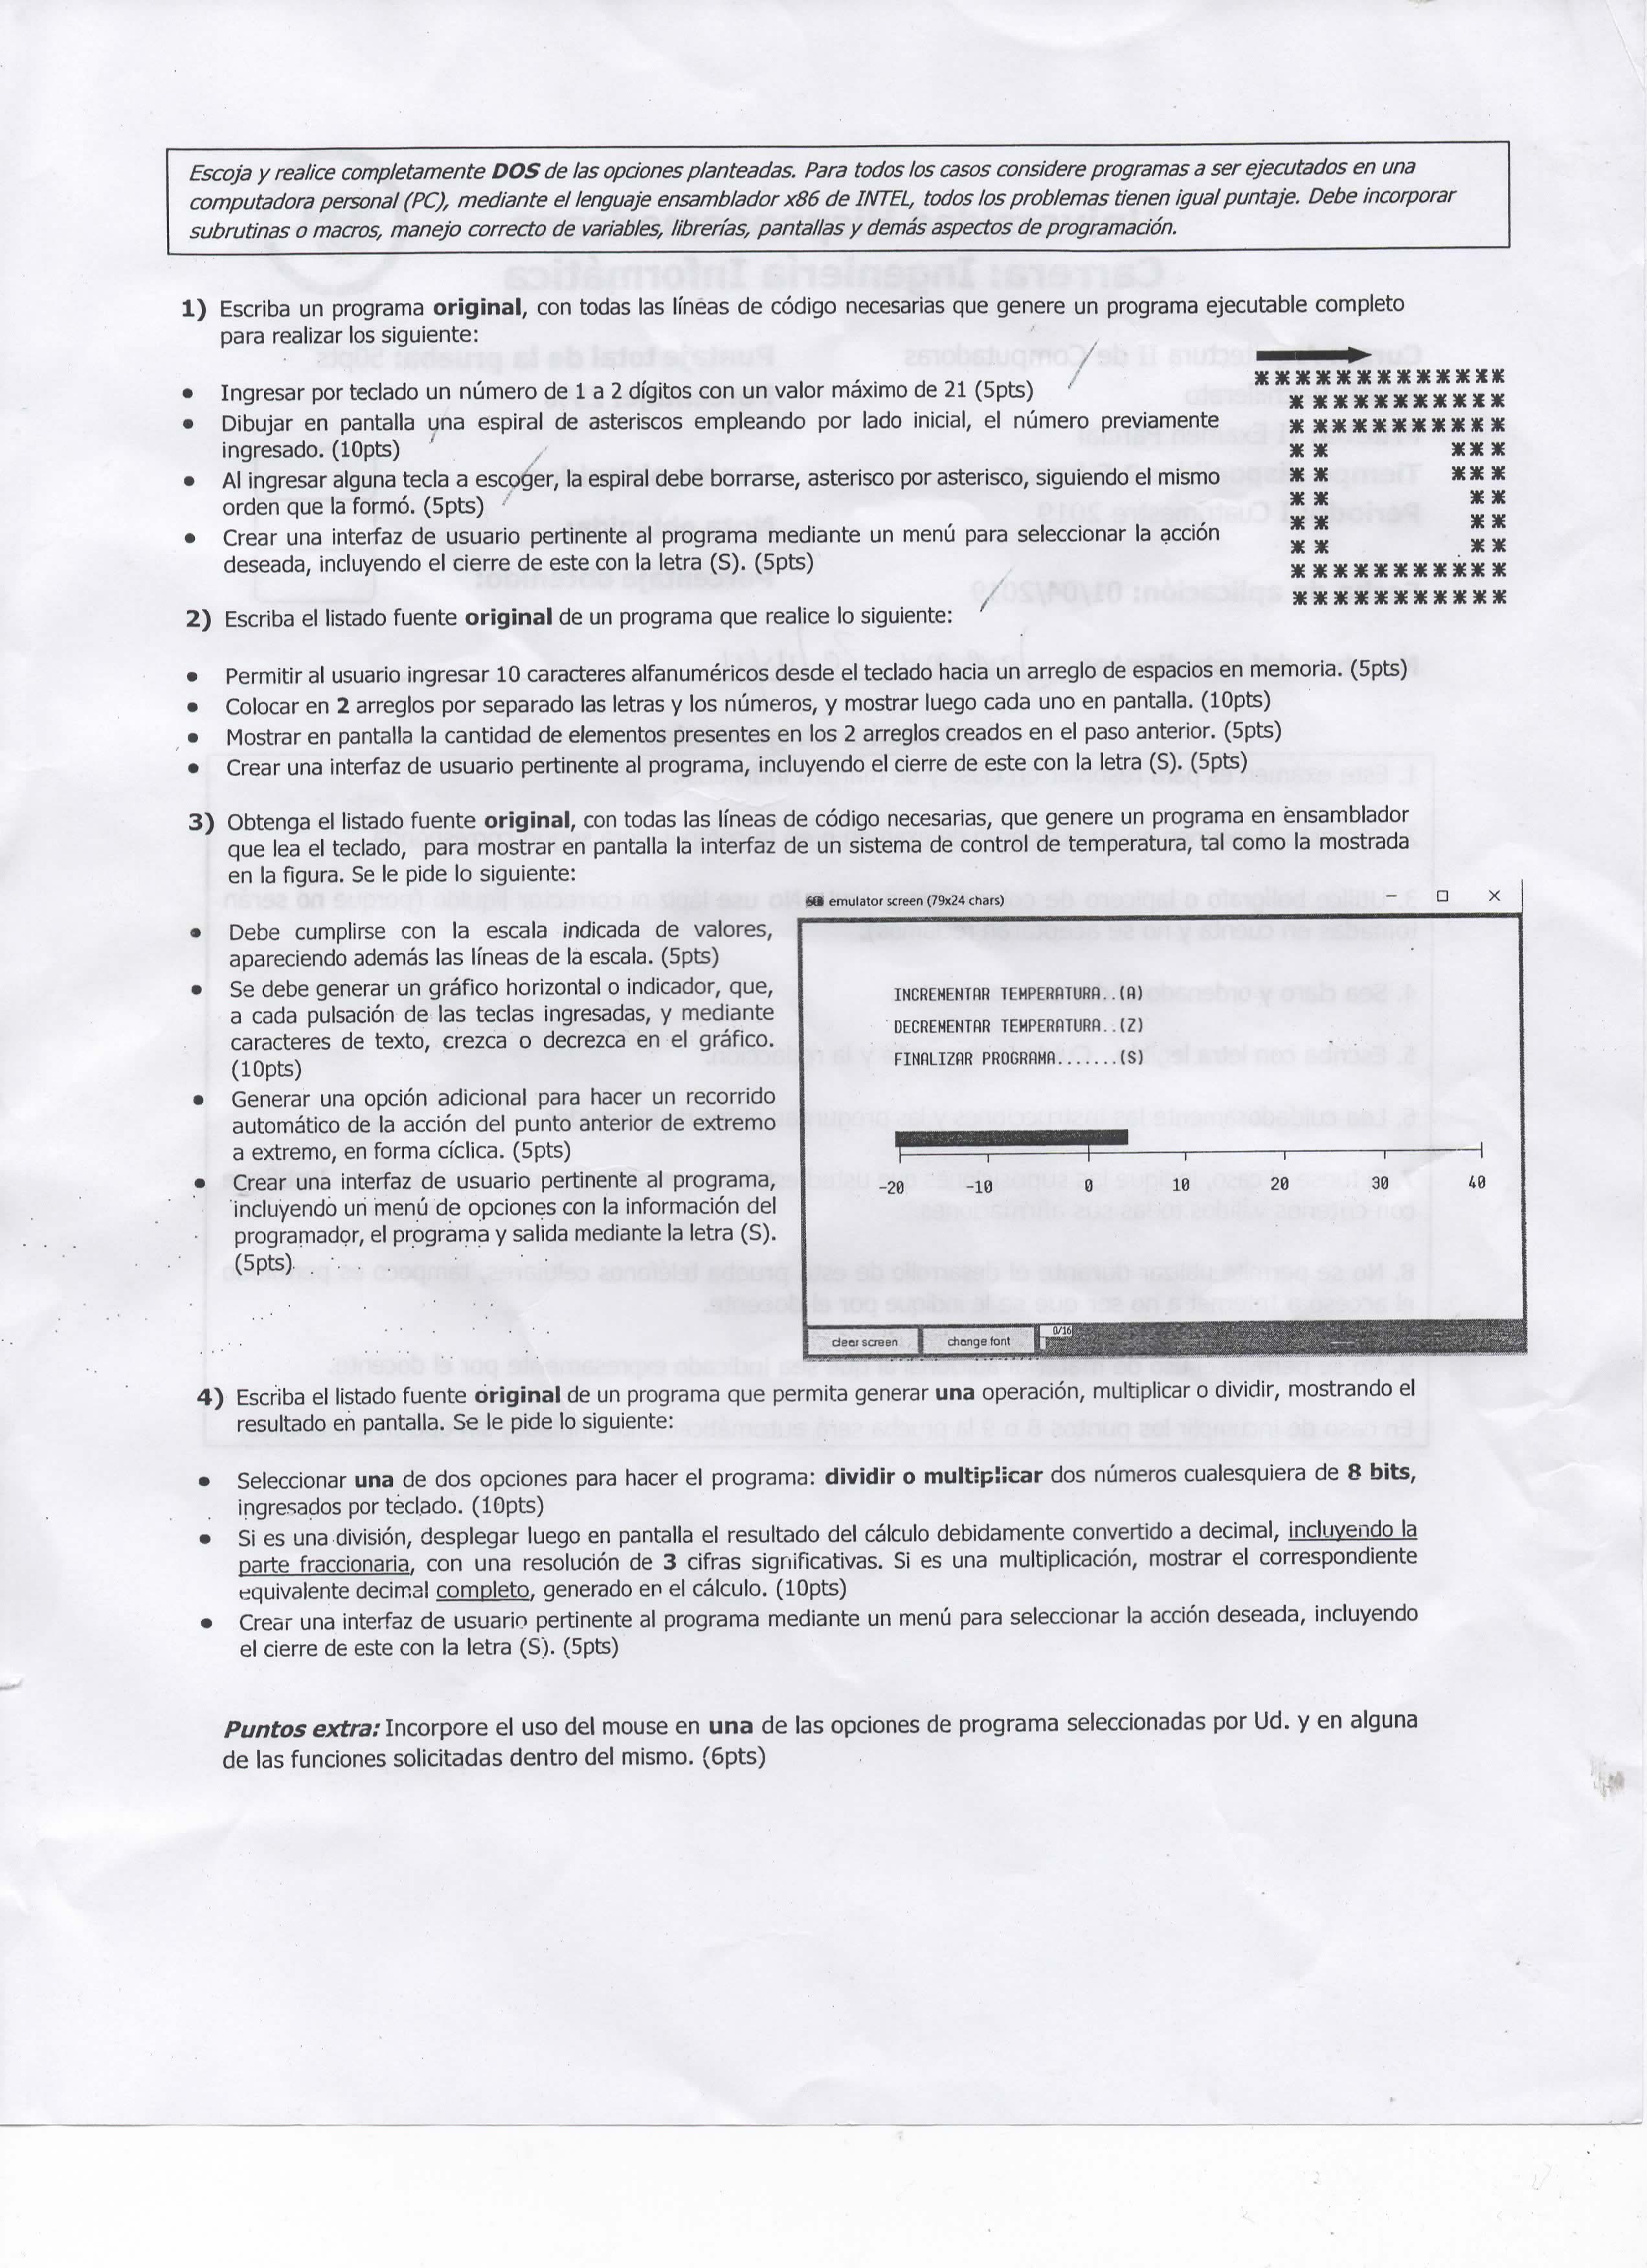 Escoja y realice completamente DOS de las opciones planteadas. Para todos los casos considere programas a ser ejecutados en una
computadora personal (PC), mediante el lenguaje ensamblador x86 de INTEL, todos los problemas tienen igual puntaje. Debe incorporar
subrutinas o macros, manejo correcto de variables, librerías, pantallas y demás aspectos de programación.
1) Escriba un programa original, con todas las líneas de código necesarias que genere un programa ejecutable completo
para realizar los siguiente:
• Ingresar por teclado un número de 1 a 2 dígitos con un valor máximo de 21 (5pts)
• Dibujar en pantalla una espiral de asteriscos empleando por lado inicial, el número previamente
ingresado. (10pts)
• Al ingresar alguna tecla a escoger, la espiral debe borrarse, asterisco por asterisco, siguiendo el mismo
orden que la formó. (5pts)
• Crear una interfaz de usuario pertinente al programa mediante un menú para seleccionar la acción
deseada, incluyendo el cierre de este con la letra (S). (5pts)
* * * * * * * * * * * * *
* * * * * * * * * * *
* * * * * * * * * * *
* * * * *
* * * * *
* * * *
* * * *
* * * *
* * * * * * * * * * *
* * * * * * * * * * *
2) Escriba el listado fuente original de un programa que realice lo siguiente:
• Permitir al usuario ingresar 10 caracteres alfanuméricos desde el teclado hacia un arreglo de espacios en memoria. (5pts)
• Colocar en 2 arreglos por separado las letras y los números, y mostrar luego cada uno en pantalla. (10pts)
• Mostrar en pantalla la cantidad de elementos presentes en los 2 arreglos creados en el paso anterior. (5pts)
• Crear una interfaz de usuario pertinente al programa, incluyendo el cierre de este con la letra (S). (5pts)
3) Obtenga el listado fuente original, con todas las líneas de código necesarias, que genere un programa en ensamblador
que lea el teclado, para mostrar en pantalla la interfaz de un sistema de control de temperatura, tal como la mostrada
en la figura. Se le pide lo siguiente:
• Debe cumplirse con la escala indicada de valores,
apareciendo además las líneas de la escala. (5pts)
• Se debe generar un gráfico horizontal o indicador, que,
a cada pulsación de las teclas ingresadas, y mediante
caracteres de texto, crezca o decrezca en el gráfico.
(10pts)
• Generar una opción adicional para hacer un recorrido
automático de la acción del punto anterior de extremo
a extremo, en forma cíclica. (5pts)
• Crear una interfaz de usuario pertinente al programa,
incluyendo un menú de opciones con la información del
programador, el programa y salida mediante la letra (S).
(5pts)
emulator screen (79x24 chars)
INCREMENTAR TEMPERATURA..(A)
DECREMENTAR TEMPERATURA..(Z)
FINALIZAR PROGRAMA.......(S)
-20 -10 0 10 20 30 40
clear screen change font 0/16
4) Escriba el listado fuente original de un programa que permita generar una operación, multiplicar o dividir, mostrando el
resultado en pantalla. Se le pide lo siguiente:
• Seleccionar una de dos opciones para hacer el programa: dividir o multiplicar dos números cualesquiera de 8 bits,
ingresados por teclado. (10pts)
• Si es una división, desplegar luego en pantalla el resultado del cálculo debidamente convertido a decimal, incluyendo la
parte fraccionaria, con una resolución de 3 cifras significativas. Si es una multiplicación, mostrar el correspondiente
equivalente decimal completo, generado en el cálculo. (10pts)
• Crear una interfaz de usuario pertinente al programa mediante un menú para seleccionar la acción deseada, incluyendo
el cierre de este con la letra (S). (5pts)
Puntos extra: Incorpore el uso del mouse en una de las opciones de programa seleccionadas por Ud. y en alguna
de las funciones solicitadas dentro del mismo. (6pts)